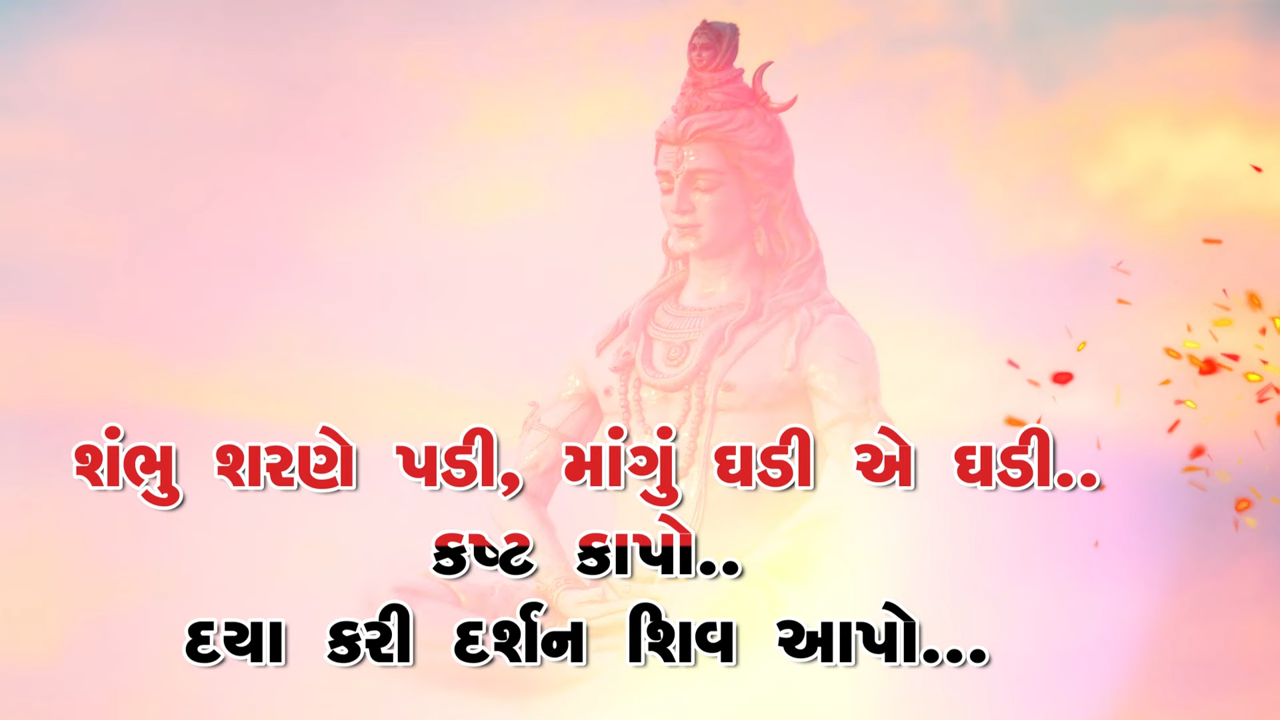 શંભુ શરણે પડી, માંગું ઘડી એ ઘડી..
કષ્ટ કાપો..
દયા કરી દર્શન શિવ આપો...